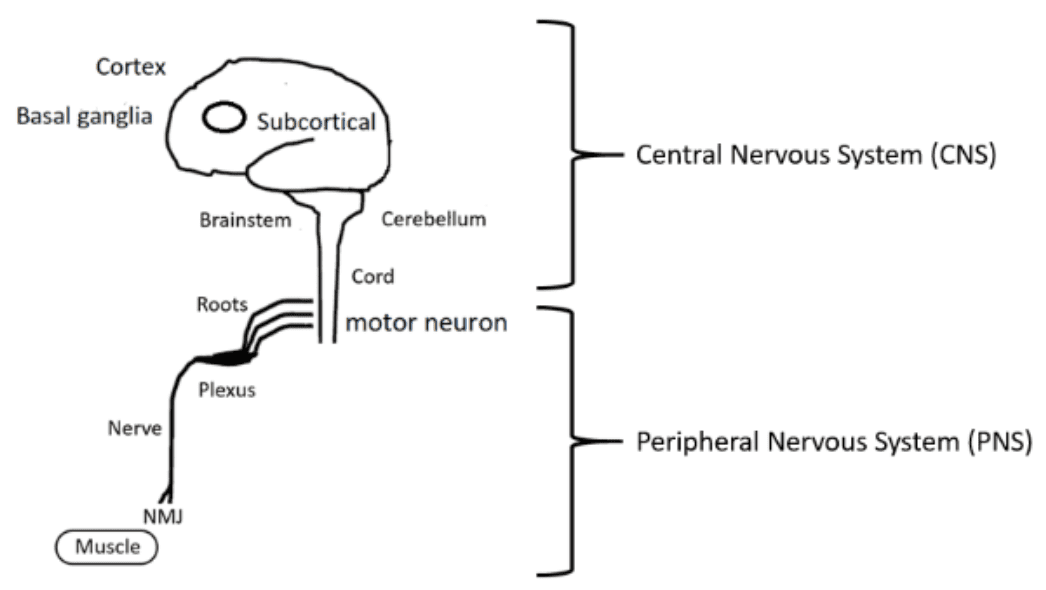 Cortex
Basal ganglia
Subcortical
Central Nervous System (CNS)
Brainstem
Cerebellum
Cord
Roots
motor neuron
Plexus
Nerve
Peripheral Nervous System (PNS)
NMJ
Muscle